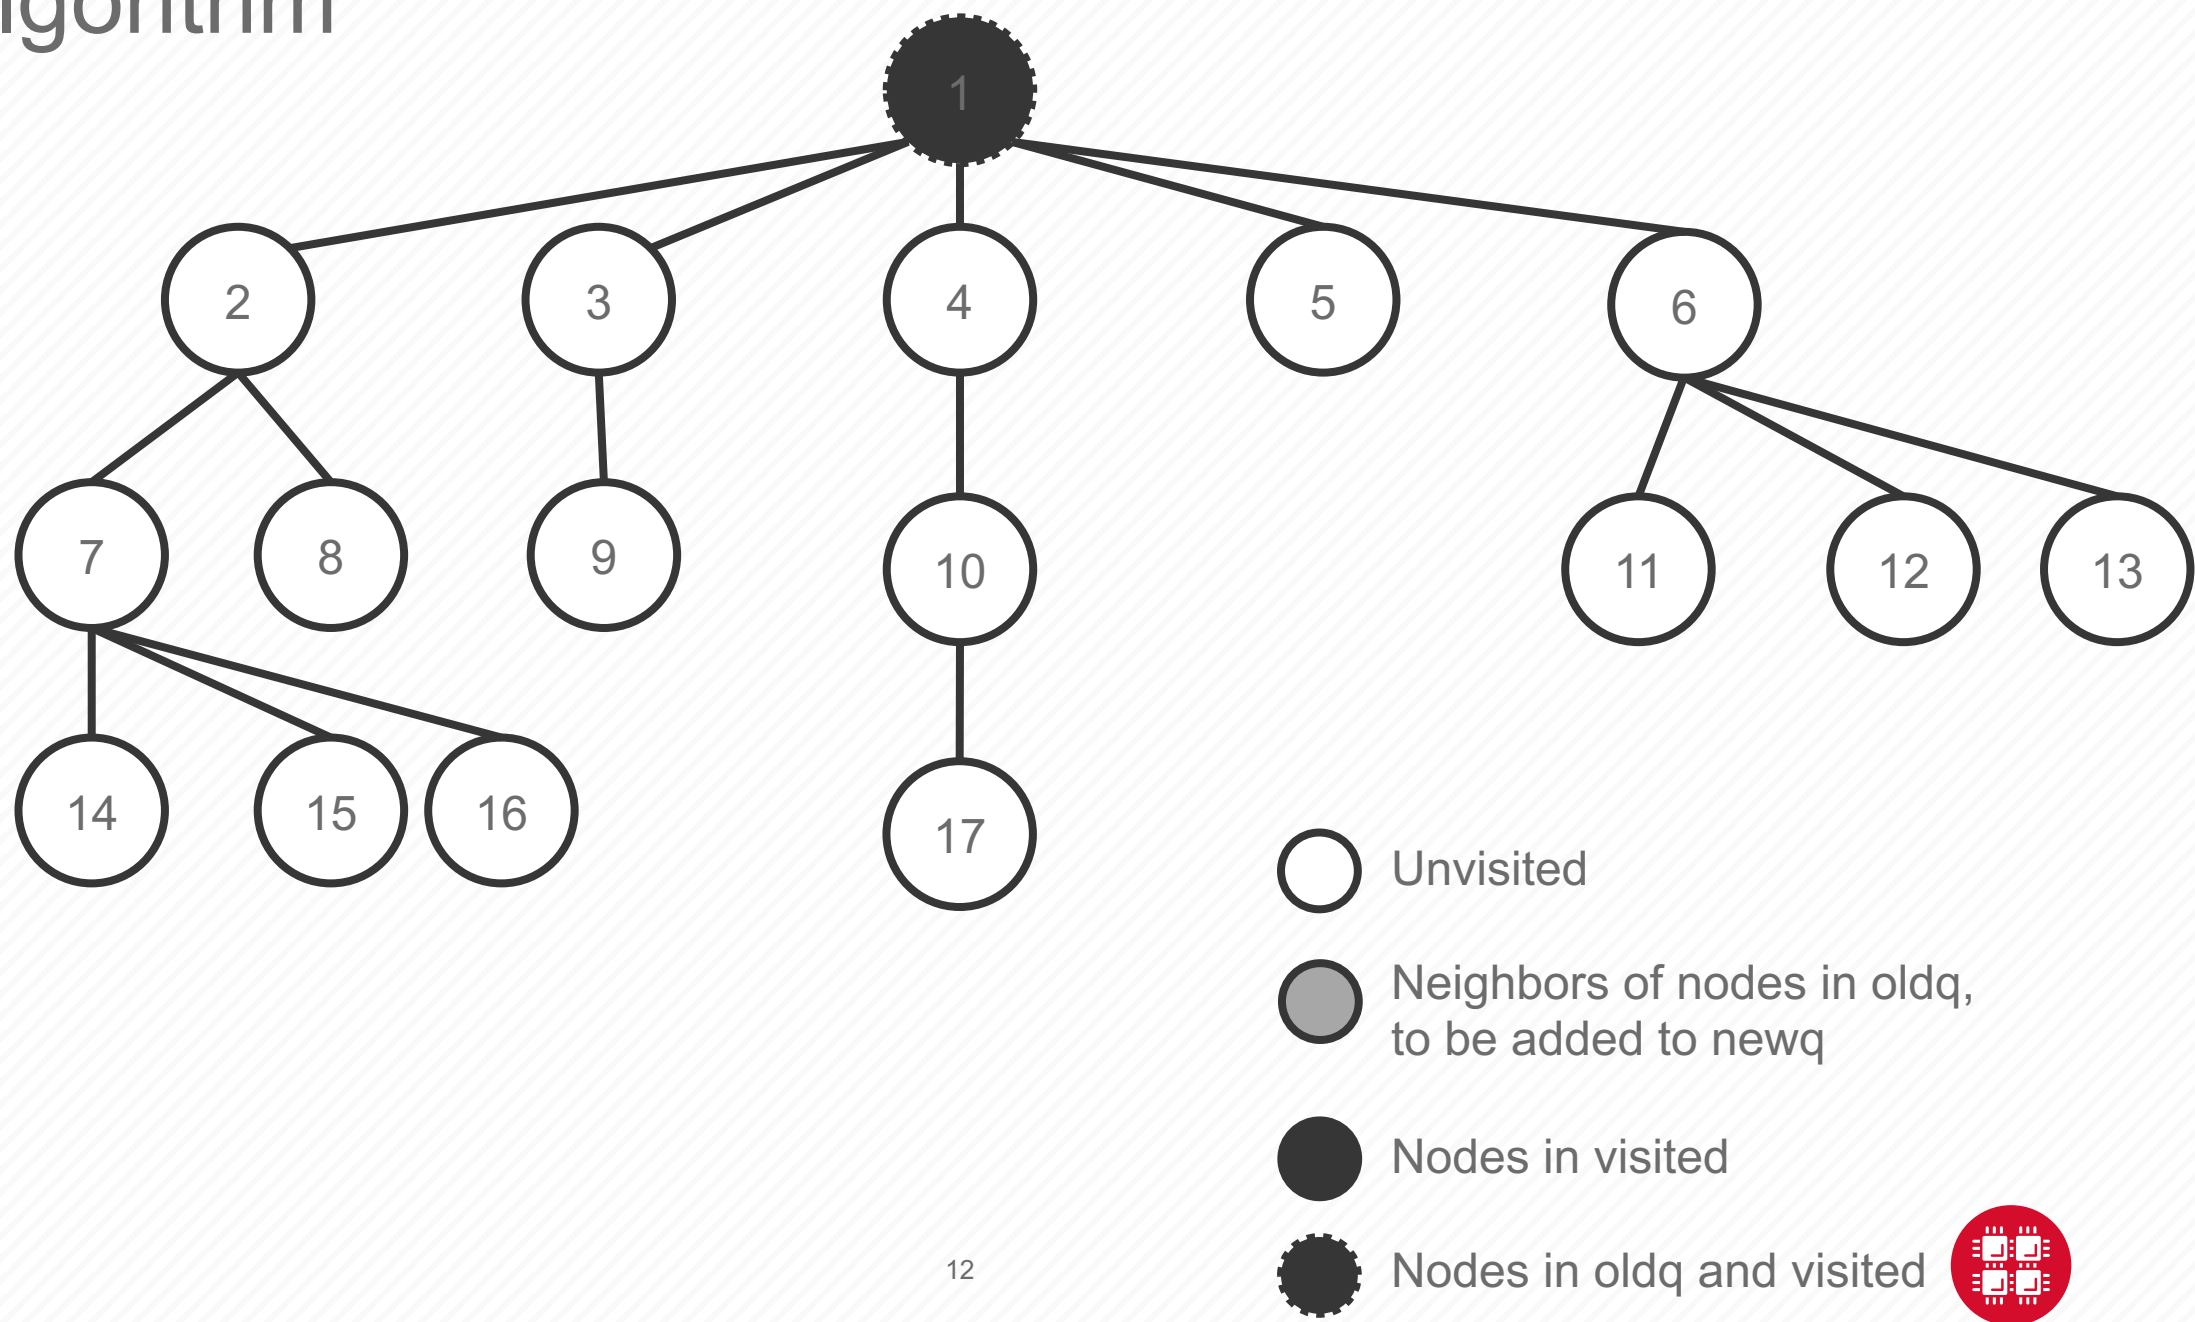 1
2 3 4 5 6
7 8 9 10 11 12 13
14 15 16 17
Unvisited
Neighbors of nodes in oldq,
to be added to newq
Nodes in visited
Nodes in oldq and visited
12